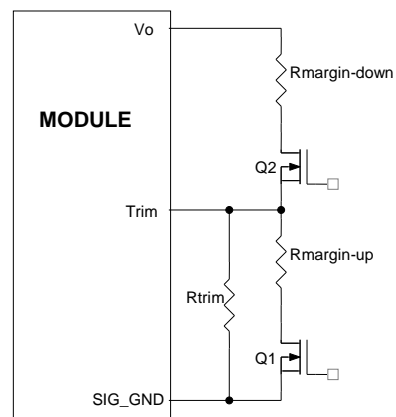 Vo
Rmargin-down
MODULE
Q2
Trim
Rmargin-up
Rtrim
Q1
SIG_GND